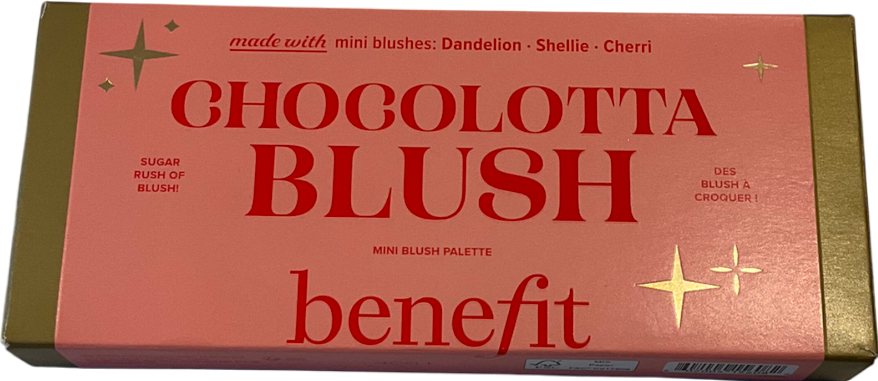 made with mini blushes: Dandelion · Shellie · Cherri
CHOCOLOTTA
BLUSH
SUGAR
RUSH OF
BLUSH!
DES
BLUSH À
CROQUER !
MINI BLUSH PALETTE
benefit